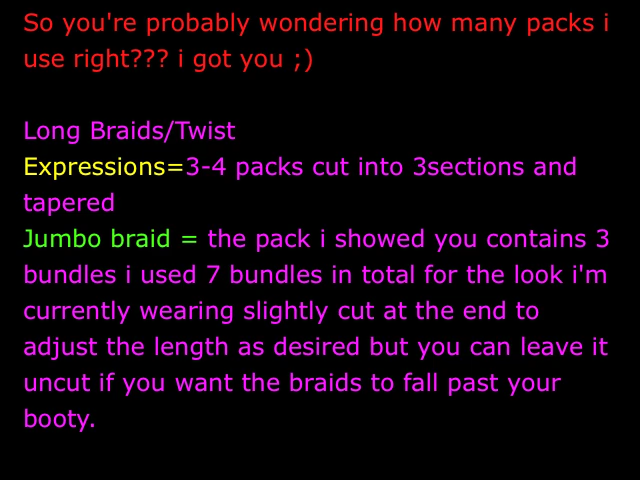 So you're probably wondering how many packs i
use right??? i got you ;)
Long Braids/Twist
Expressions=3-4 packs cut into 3sections and
tapered
Jumbo braid = the pack i showed you contains 3
bundles i used 7 bundles in total for the look i'm
currently wearing slightly cut at the end to
adjust the length as desired but you can leave it
uncut if you want the braids to fall past your
booty.